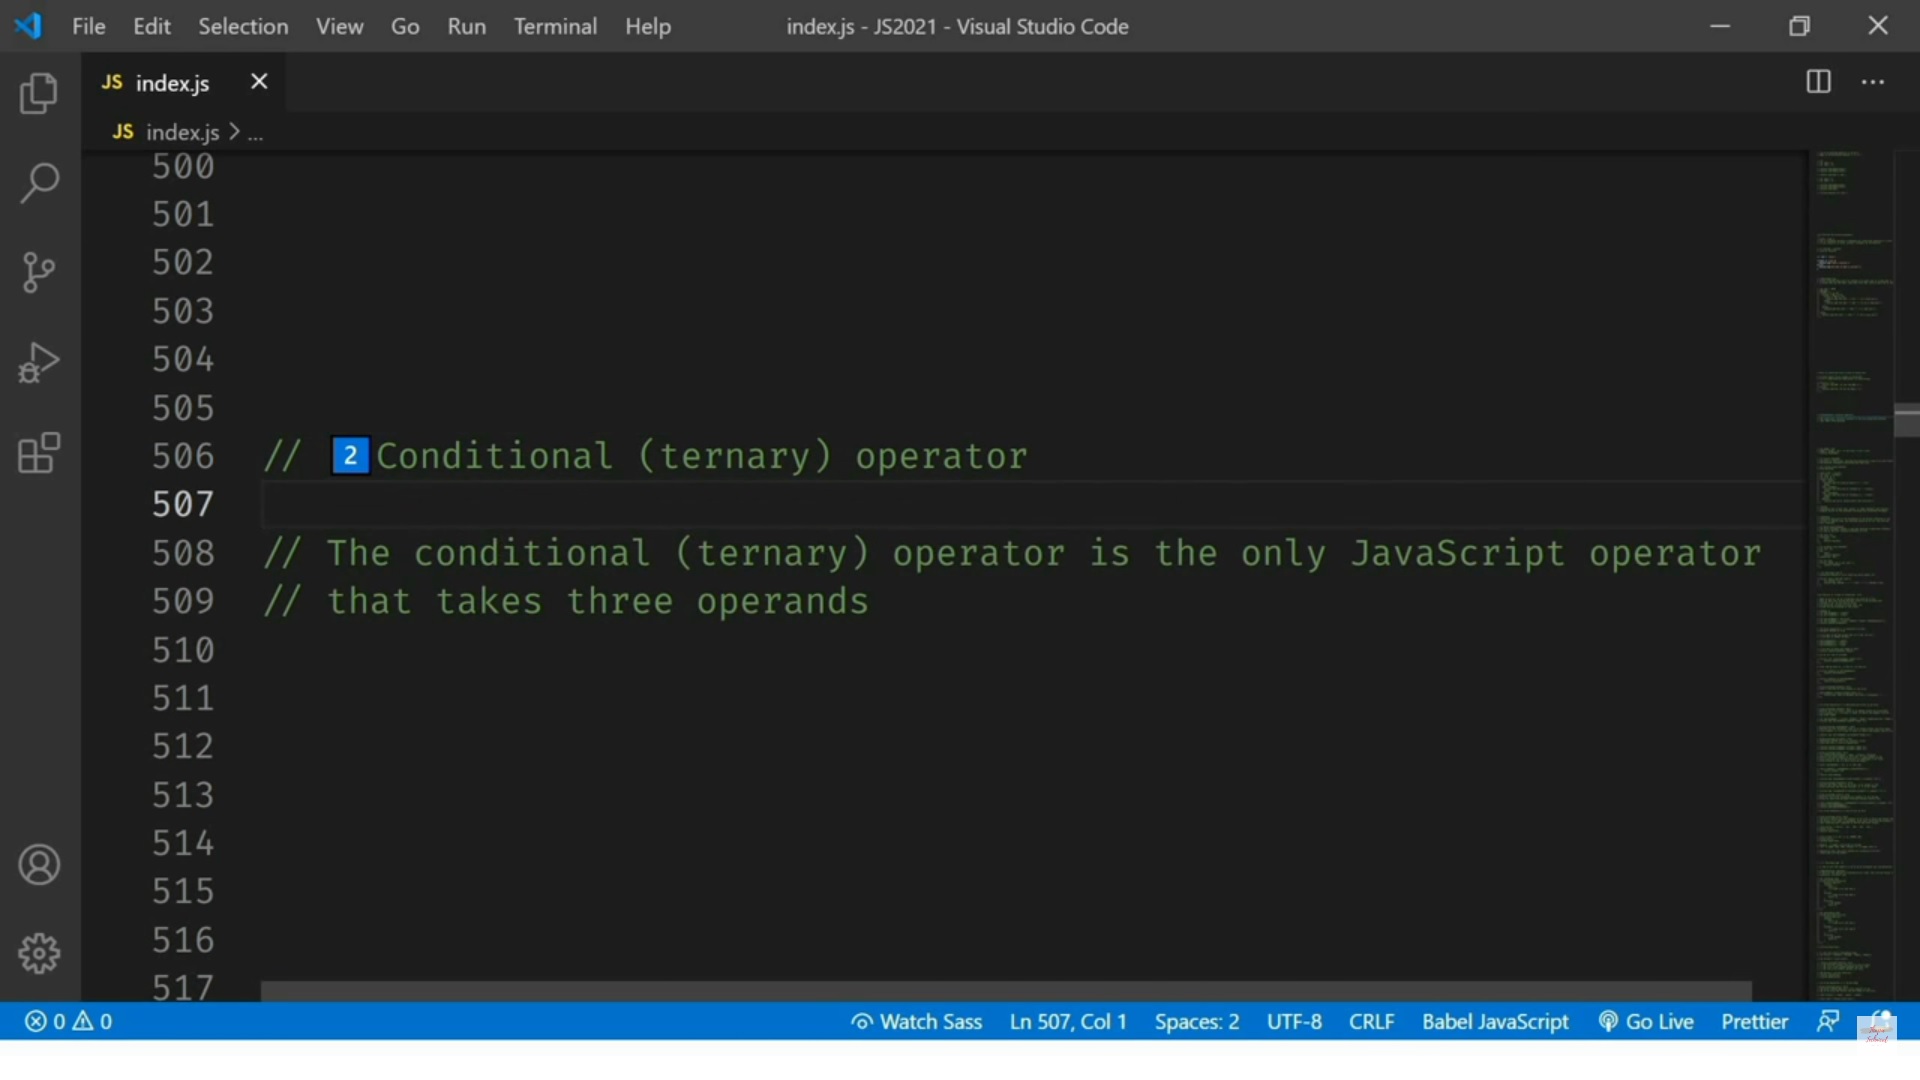 File Edit Selection View Go Run Terminal Help index.js - JS2021 - Visual Studio Code
JS index.js
JS index.js > ...
500
501
502
503
504
505
506 // 2 Conditional (ternary) operator
507
508 // The conditional (ternary) operator is the only JavaScript operator
509 // that takes three operands
510
511
512
513
514
515
516
517
0 0 Watch Sass Ln 507, Col 1 Spaces: 2 UTF-8 CRLF Babel JavaScript Go Live Prettier